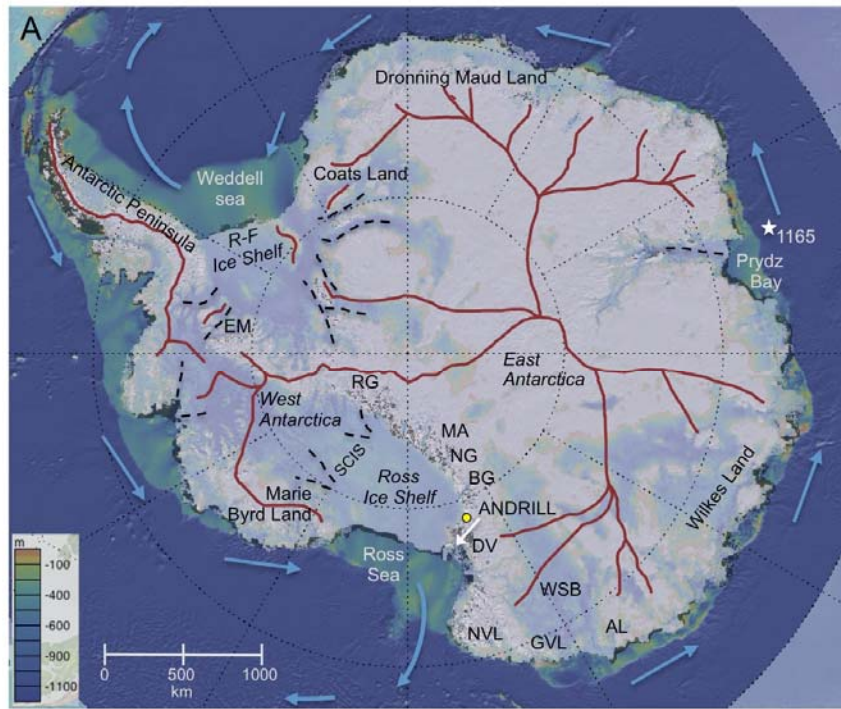 A
Dronning Maud Land
Antarctic Peninsula
Weddell
sea
Coats Land
R-F
Ice Shelf
1165
Prydz
Bay
EM
East
Antarctica
RG
West
Antarctica
SCIS
MA
NG
BG
Ross
Ice Shelf
Marie
Byrd Land
ANDRILL
Wilkes Land
DV
Ross
Sea
WSB
NVL
GVL
AL
m
-100
-400
-600
-900
-1100
0
500
1000
km